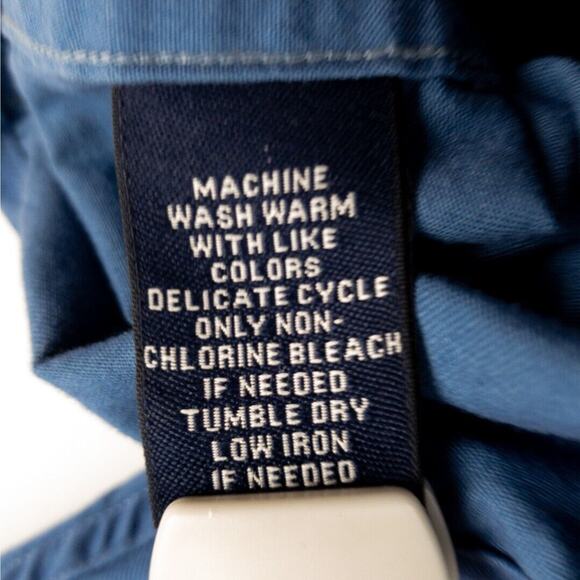 MACHINE
WASH WARM
WITH LIKE
COLORS
DELICATE CYCLE
ONLY NON-
CHLORINE BLEACH
IF NEEDED
TUMBLE DRY
LOW IRON
IF NEEDED